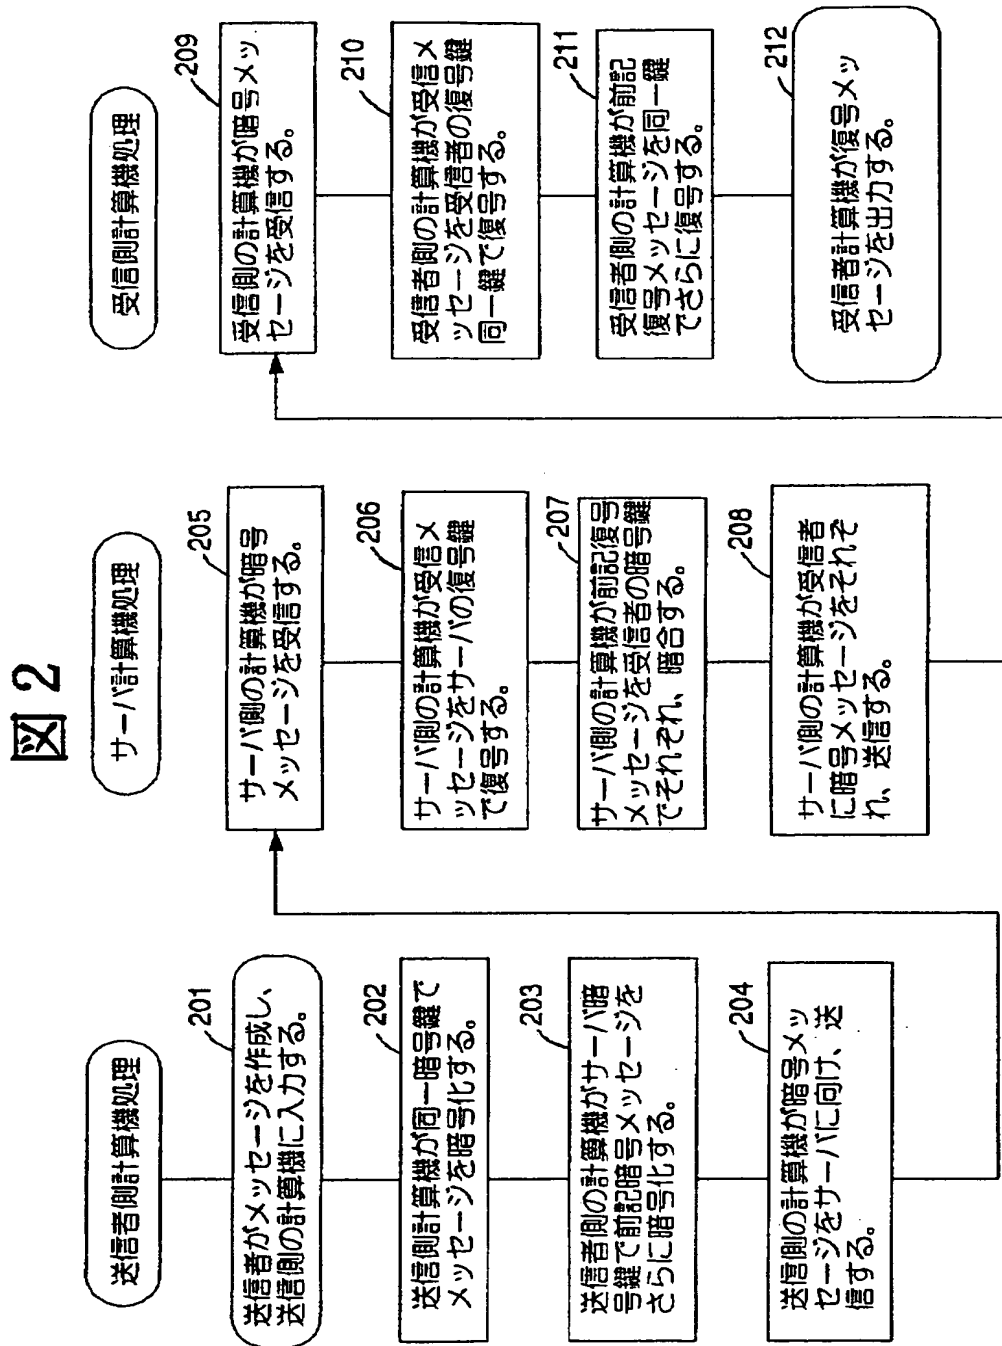 図2
送信者側計算機処理
201
送信者がメッセージを作成し、
送信側の計算機に入力する。
202
送信側計算機が同一暗号鍵で
メッセージを暗号化する。
203
送信者側の計算機がサーバ暗
号鍵で前記暗号メッセージを
さらに暗号化する。
204
送信側の計算機が暗号メッ
セージをサーバに向け、送
信する。
サーバ計算機処理
205
サーバ側の計算機が暗号
メッセージを受信する。
206
サーバ側の計算機が受信メ
ッセージをサーバの復号鍵
で復号する。
207
サーバ側の計算機が前記復号
メッセージを受信者の暗号鍵
でそれぞれ、暗合する。
208
サーバ側の計算機が受信者
に暗号メッセージをそれぞ
れ、送信する。
受信側計算機処理
209
受信側の計算機が暗号メッ
セージを受信する。
210
受信者側の計算機が受信メ
ッセージを受信者の復号鍵
同一鍵で復号する。
211
受信者側の計算機が前記
復号メッセージを同一鍵
でさらに復号する。
212
受信者計算機が復号メッ
セージを出力する。